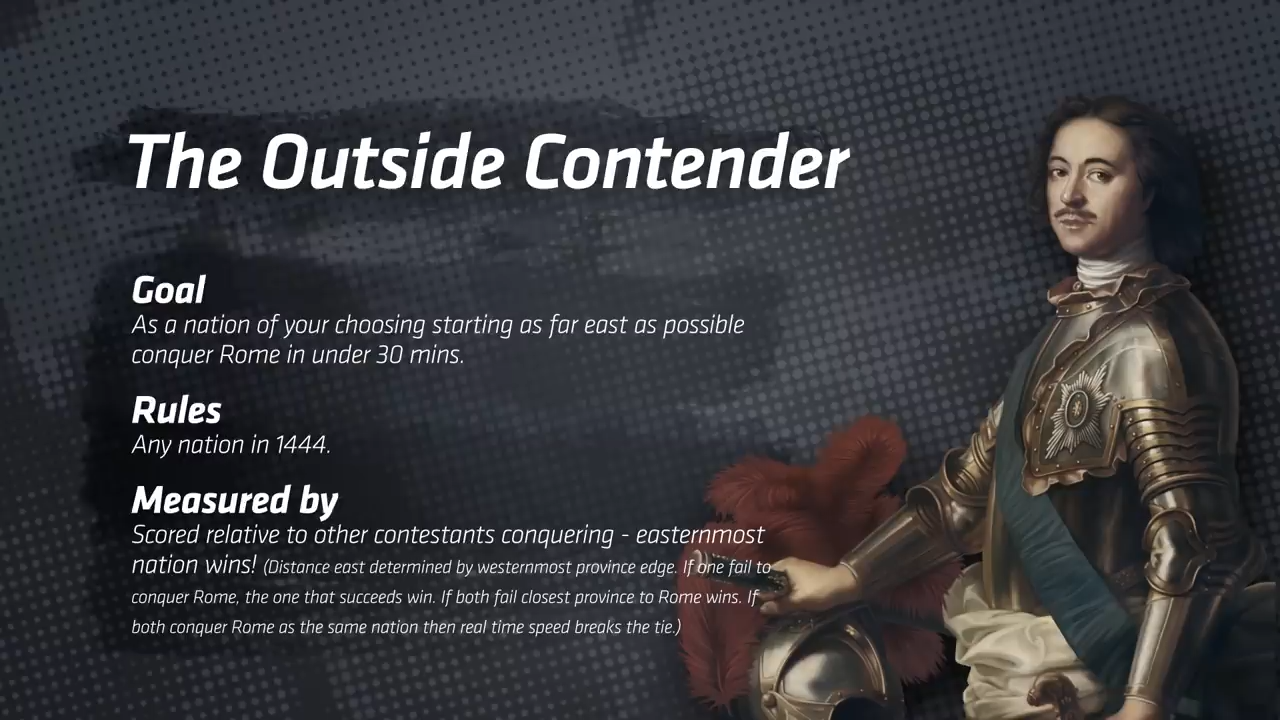 The Outside Contender
Goal
As a nation of your choosing starting as far east as possible
conquer Rome in under 30 mins.
Rules
Any nation in 1444.
Measured by
Scored relative to other contestants conquering - easternmost
nation wins! (Distance east determined by westernmost province edge. If one fail to
conquer Rome, the one that succeeds win. If both fail closest province to Rome wins. If
both conquer Rome as the same nation then real time speed breaks the tie.)